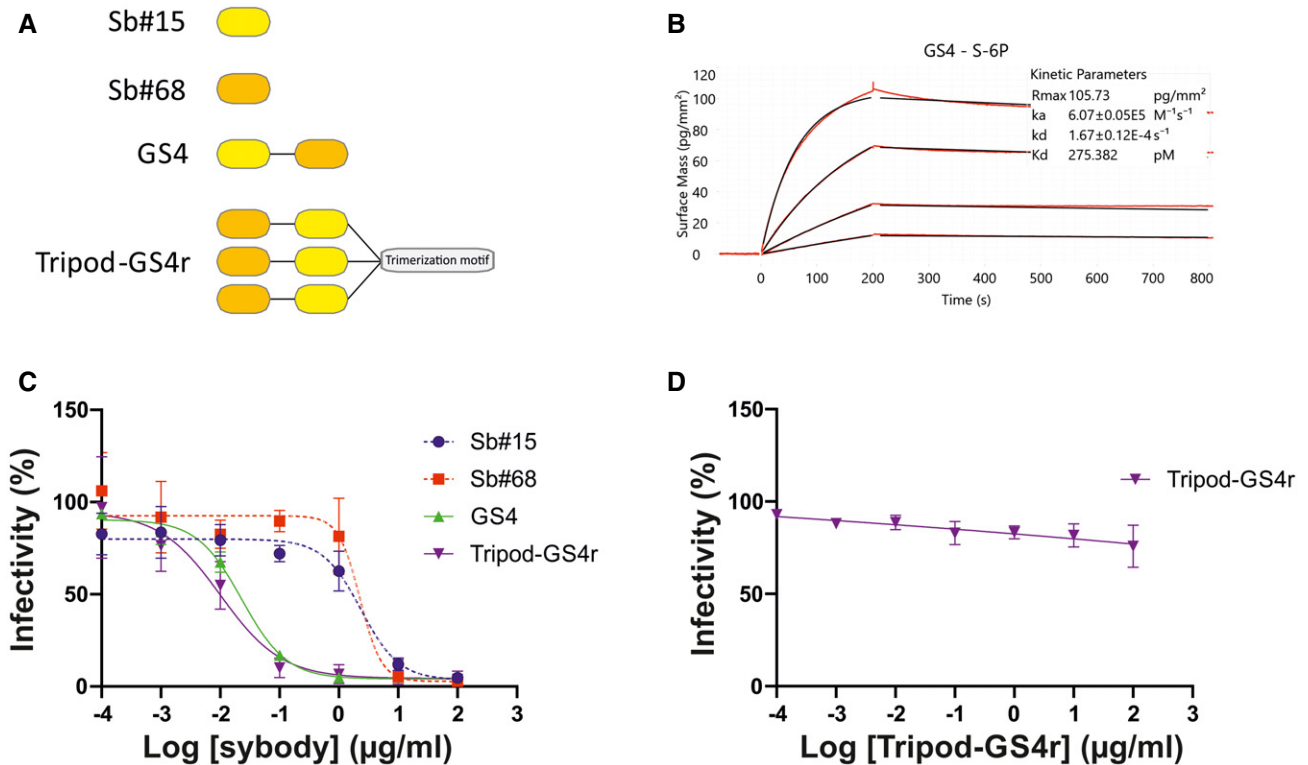 A
Sb#15
Sb#68
GS4
Tripod-GS4r
Trimerization motif
B
GS4 - S-6P
Kinetic Parameters
Rmax 105.73 pg/mm²
ka 6.07±0.05E5 M⁻¹s⁻¹
kd 1.67±0.12E-4 s⁻¹
Kd 275.382 pM
Surface Mass (pg/mm²)
120
100
80
60
40
20
0
0 100 200 300 400 500 600 700 800
Time (s)
C
Infectivity (%)
150
100
50
0
-4 -3 -2 -1 0 1 2 3
Log [sybody] (µg/ml)
Sb#15
Sb#68
GS4
Tripod-GS4r
D
Infectivity (%)
150
100
50
0
-4 -3 -2 -1 0 1 2 3
Log [Tripod-GS4r] (µg/ml)
Tripod-GS4r